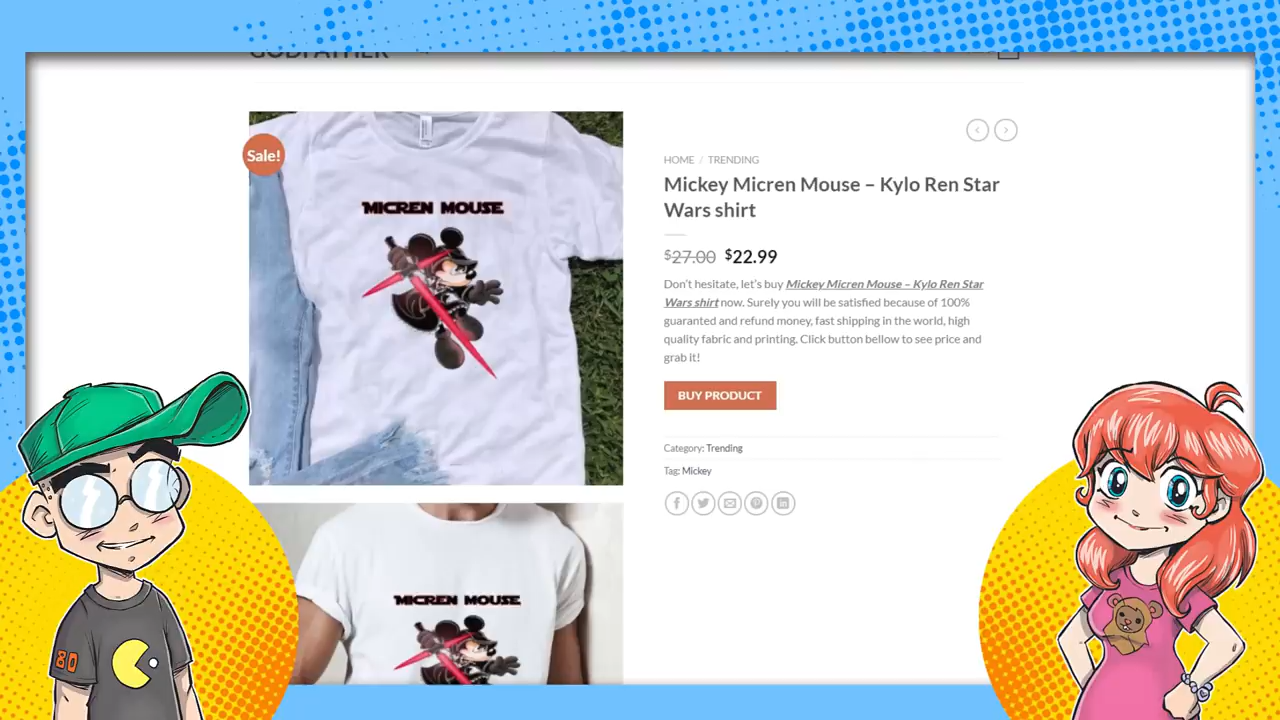 GODFATHER
Sale!
MICREN MOUSE
MICREN MOUSE
HOME / TRENDING
Mickey Micren Mouse – Kylo Ren Star
Wars shirt
$27.00 $22.99
Don't hesitate, let's buy Mickey Micren Mouse – Kylo Ren Star
Wars shirt now. Surely you will be satisfied because of 100%
guaranted and refund money, fast shipping in the world, high
quality fabric and printing, Click button bellow to see price and
grab it!
BUY PRODUCT
Category: Trending
Tag: Mickey
80